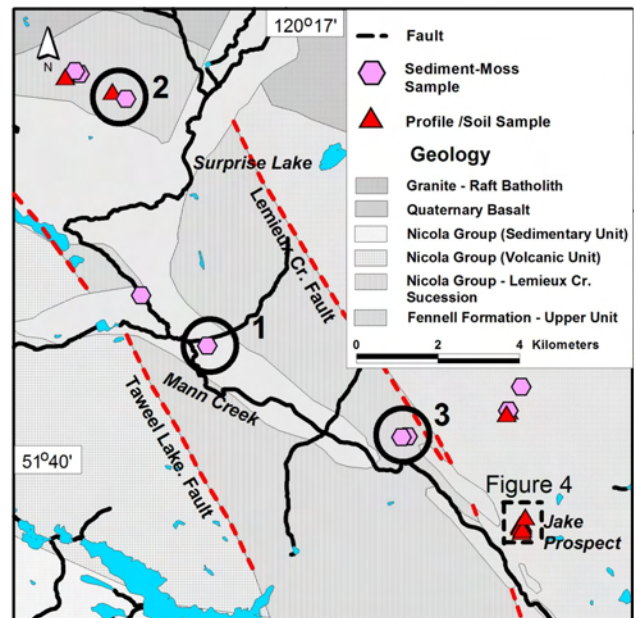 120°17'
N
2
Surprise Lake
Lemieux Cr. Fault
1
Mann Creek
Taweel Lake. Fault
3
51°40'
Figure 4
Jake
Prospect
Fault
Sediment-Moss
Sample
Profile /Soil Sample
Geology
Granite - Raft Batholith
Quaternary Basalt
Nicola Group (Sedimentary Unit)
Nicola Group (Volcanic Unit)
Nicola Group - Lemieux Cr.
Sucession
Fennell Formation - Upper Unit
Kilometers
0 2 4